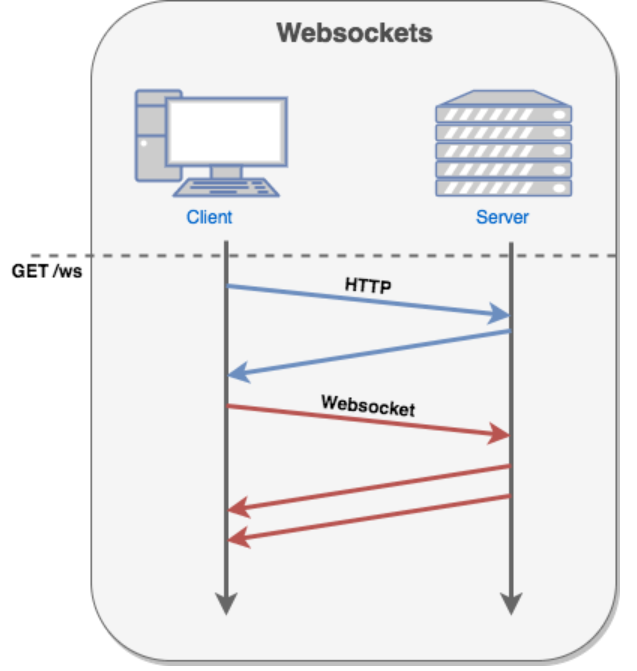 Websockets
Client
Server
GET /ws
HTTP
Websocket